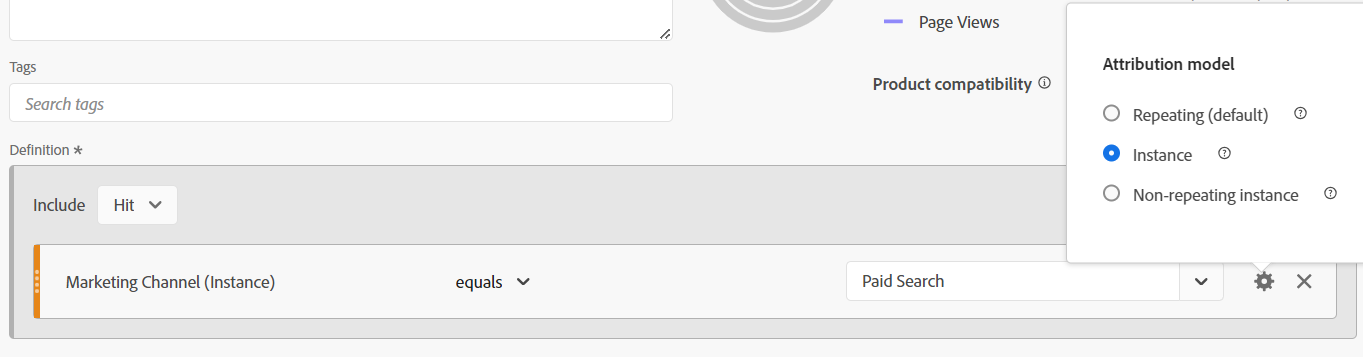 Page Views
Product compatibility
Tags
Search tags
Definition *
Include
Hit
Marketing Channel (Instance)
equals
Paid Search
Attribution model
Repeating (default)
Instance
Non-repeating instance